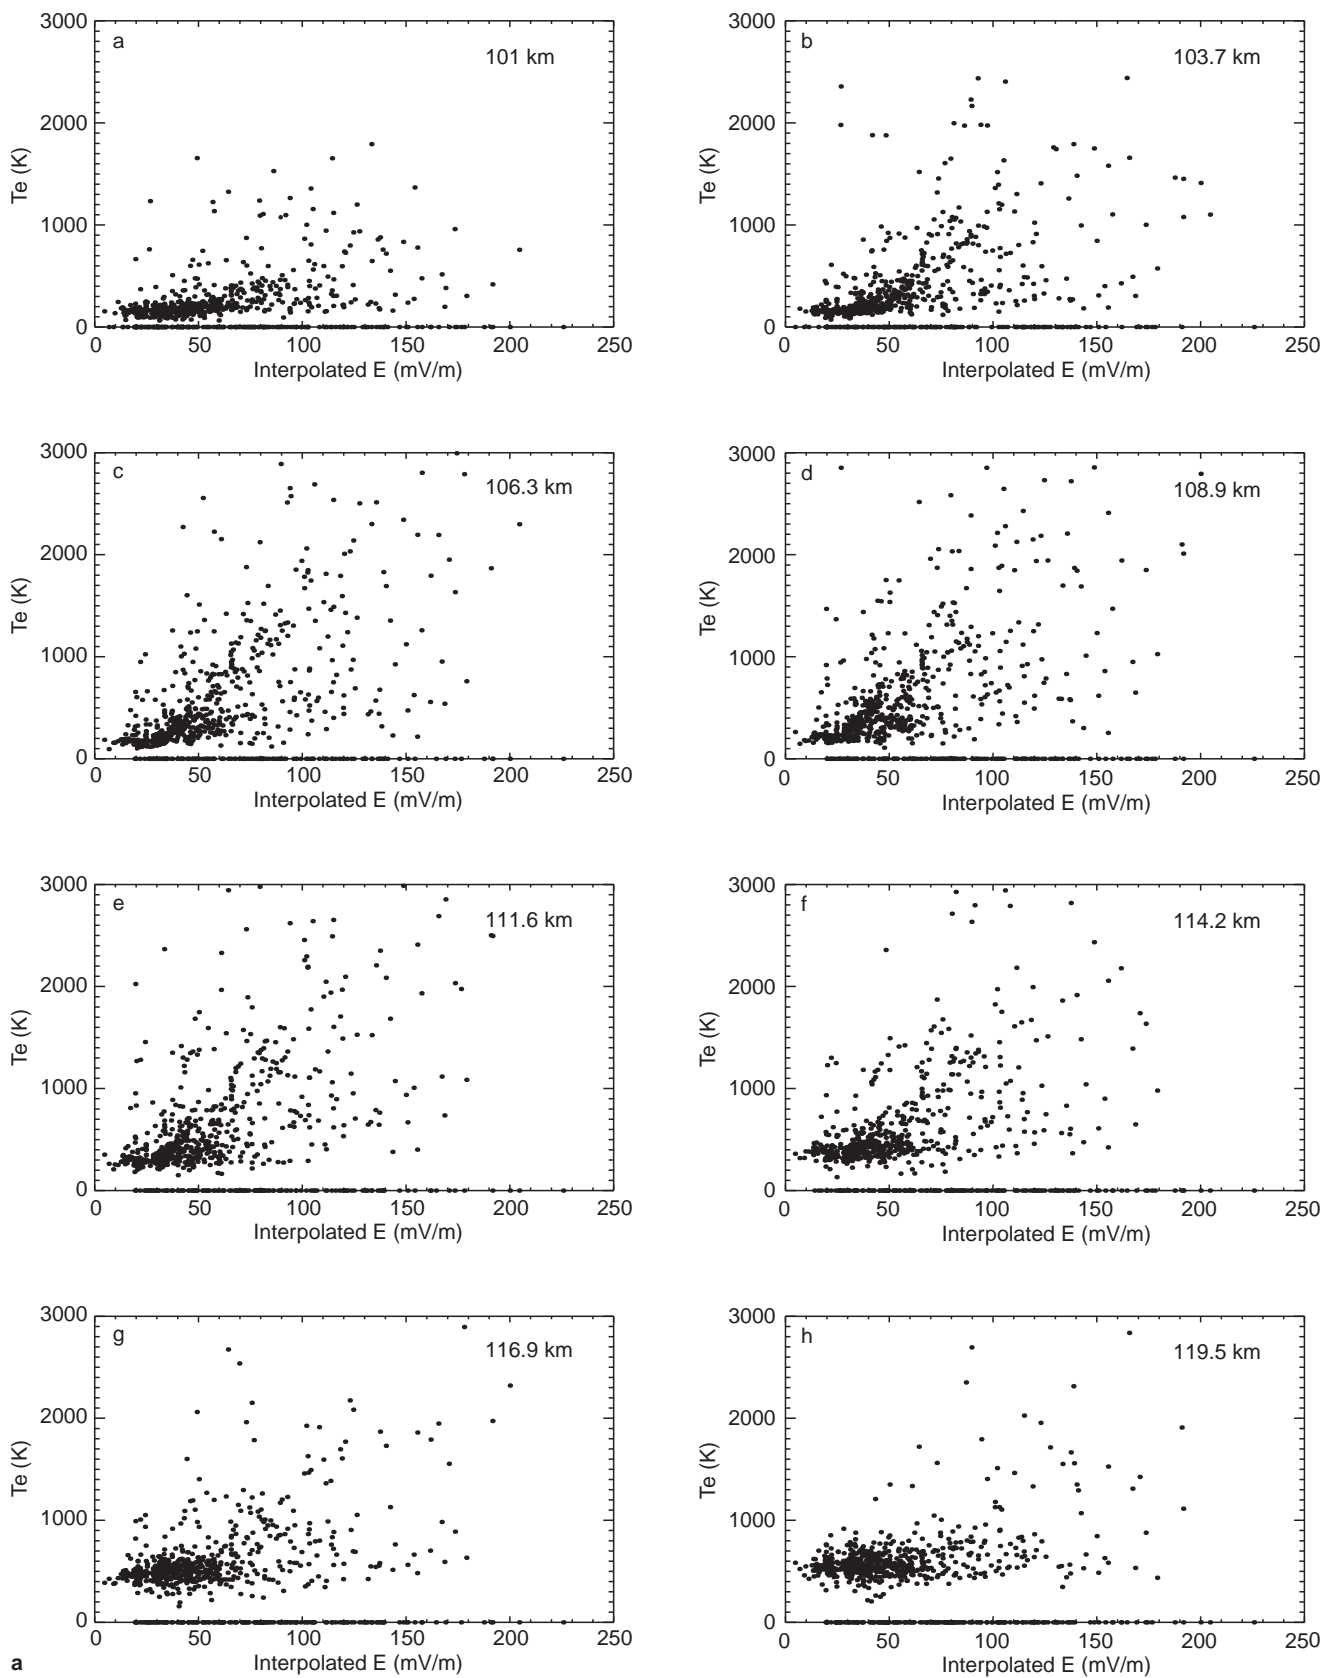 3000 a 101 km
2000
Te (K)
1000
0
0 50 100 150 200 250
Interpolated E (mV/m)
3000 b 103.7 km
2000
Te (K)
1000
0
0 50 100 150 200 250
Interpolated E (mV/m)
3000 c 106.3 km
2000
Te (K)
1000
0
0 50 100 150 200 250
Interpolated E (mV/m)
3000 d 108.9 km
2000
Te (K)
1000
0
0 50 100 150 200 250
Interpolated E (mV/m)
3000 e 111.6 km
2000
Te (K)
1000
0
0 50 100 150 200 250
Interpolated E (mV/m)
3000 f 114.2 km
2000
Te (K)
1000
0
0 50 100 150 200 250
Interpolated E (mV/m)
3000 g 116.9 km
2000
Te (K)
1000
0
0 50 100 150 200 250
Interpolated E (mV/m)
3000 h 119.5 km
2000
Te (K)
1000
0
0 50 100 150 200 250
Interpolated E (mV/m)
a